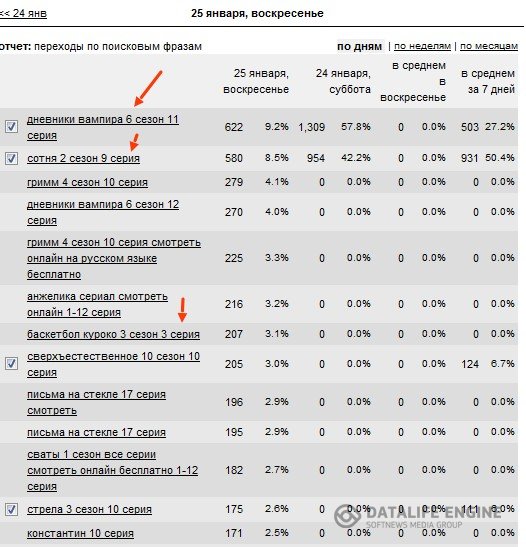 << 24 янв 25 января, воскресенье
отчет: переходы по поисковым фразам по дням | по неделям | по месяцам
25 января, воскресенье 24 января, суббота в среднем в воскресенье в среднем за 7 дней
дневники вампира 6 сезон 11
серия 622 9.2% 1,309 57.8% 0 0.0% 503 27.2%
сотня 2 сезон 9 серия 580 8.5% 954 42.2% 0 0.0% 931 50.4%
гримм 4 сезон 10 серия 279 4.1% 0 0.0% 0 0.0% 0 0.0%
дневники вампира 6 сезон 12
серия 270 4.0% 0 0.0% 0 0.0% 0 0.0%
гримм 4 сезон 10 серия смотреть
онлайн на русском языке
бесплатно 225 3.3% 0 0.0% 0 0.0% 0 0.0%
анжелика сериал смотреть
онлайн 1-12 серия 216 3.2% 0 0.0% 0 0.0% 0 0.0%
баскетбол куроко 3 сезон 3 серия 207 3.1% 0 0.0% 0 0.0% 0 0.0%
сверхъестественное 10 сезон 10
серия 205 3.0% 0 0.0% 0 0.0% 124 6.7%
письма на стекле 17 серия
смотреть 196 2.9% 0 0.0% 0 0.0% 0 0.0%
письма на стекле 17 серия 195 2.9% 0 0.0% 0 0.0% 0 0.0%
сваты 1 сезон все серии
смотреть онлайн бесплатно 1-12
серия 182 2.7% 0 0.0% 0 0.0% 0 0.0%
стрела 3 сезон 10 серия 175 2.6% 0 0.0% 0 0.0% 111 6.0%
DATALIFE ENGINE
SOFTNEWS MEDIA GROUP
константин 10 серия 171 2.5% 0 0.0% 0 0.0% 0 0.0%